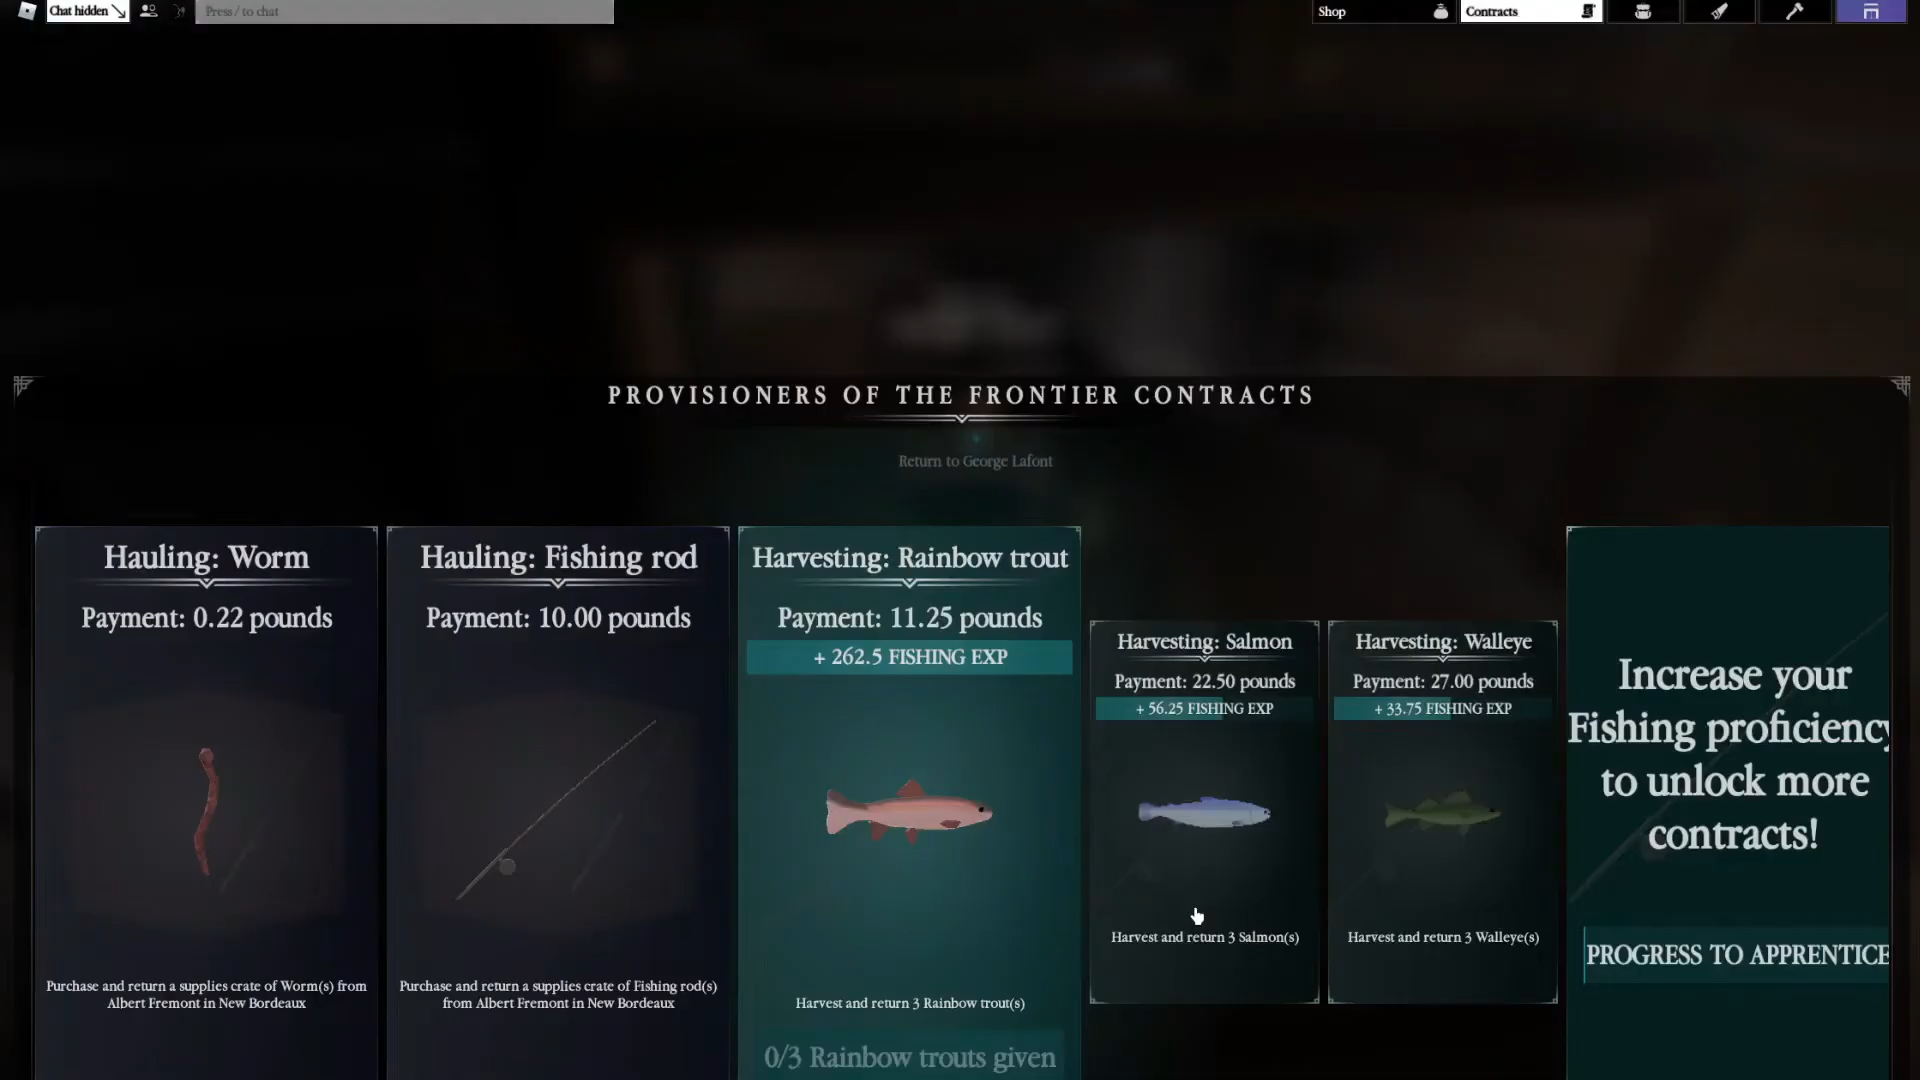 Chat hidden
Press / to chat
Shop
Contracts
PROVISIONERS OF THE FRONTIER CONTRACTS
Return to George Lafont
Hauling: Worm
Payment: 0.22 pounds
Purchase and return a supplies crate of Worm(s) from
Albert Fremont in New Bordeaux
Hauling: Fishing rod
Payment: 10.00 pounds
Purchase and return a supplies crate of Fishing rod(s)
from Albert Fremont in New Bordeaux
Harvesting: Rainbow trout
Payment: 11.25 pounds
+ 262.5 FISHING EXP
Harvest and return 3 Rainbow trout(s)
0/3 Rainbow trouts given
Harvesting: Salmon
Payment: 22.50 pounds
+ 56.25 FISHING EXP
Harvest and return 3 Salmon(s)
Harvesting: Walleye
Payment: 27.00 pounds
+ 33.75 FISHING EXP
Harvest and return 3 Walleye(s)
Increase your
Fishing proficiency
to unlock more
contracts!
PROGRESS TO APPRENTICE